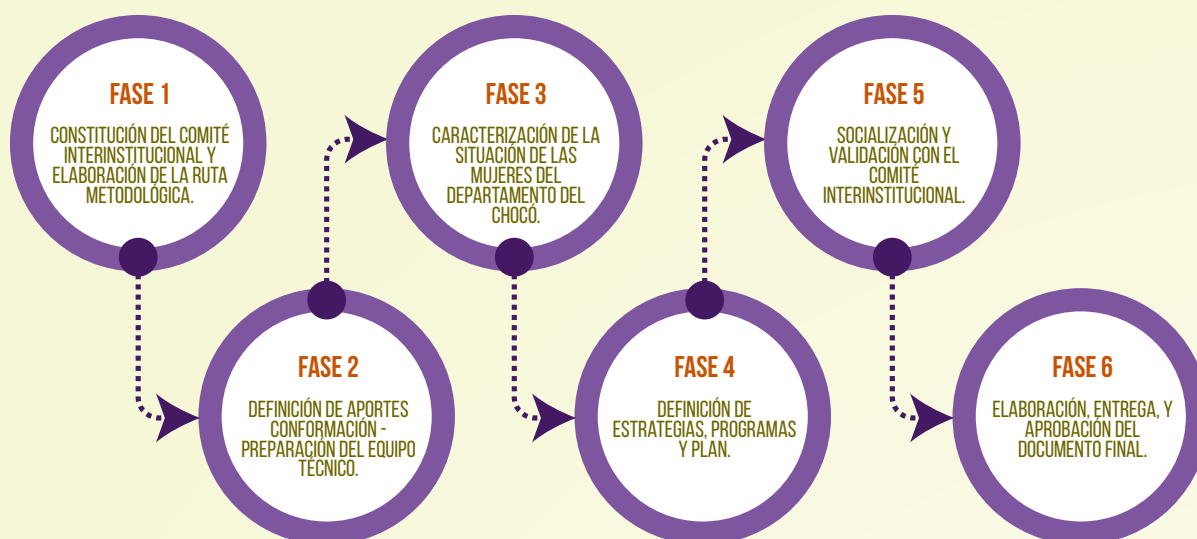 FASE 1
CONSTITUCIÓN DEL COMITÉ
INTERINSTITUCIONAL Y
ELABORACIÓN DE LA RUTA
METODOLÓGICA.
FASE 2
DEFINICIÓN DE APORTES
CONFORMACIÓN -
PREPARACIÓN DEL EQUIPO
TÉCNICO.
FASE 3
CARACTERIZACIÓN DE LA
SITUACIÓN DE LAS
MUJERES DEL
DEPARTAMENTO DEL
CHOCÓ.
FASE 4
DEFINICIÓN DE
ESTRATEGIAS, PROGRAMAS
Y PLAN.
FASE 5
SOCIALIZACIÓN Y
VALIDACIÓN CON EL
COMITÉ
INTERINSTITUCIONAL.
FASE 6
ELABORACIÓN, ENTREGA, Y
APROBACIÓN DEL
DOCUMENTO FINAL.